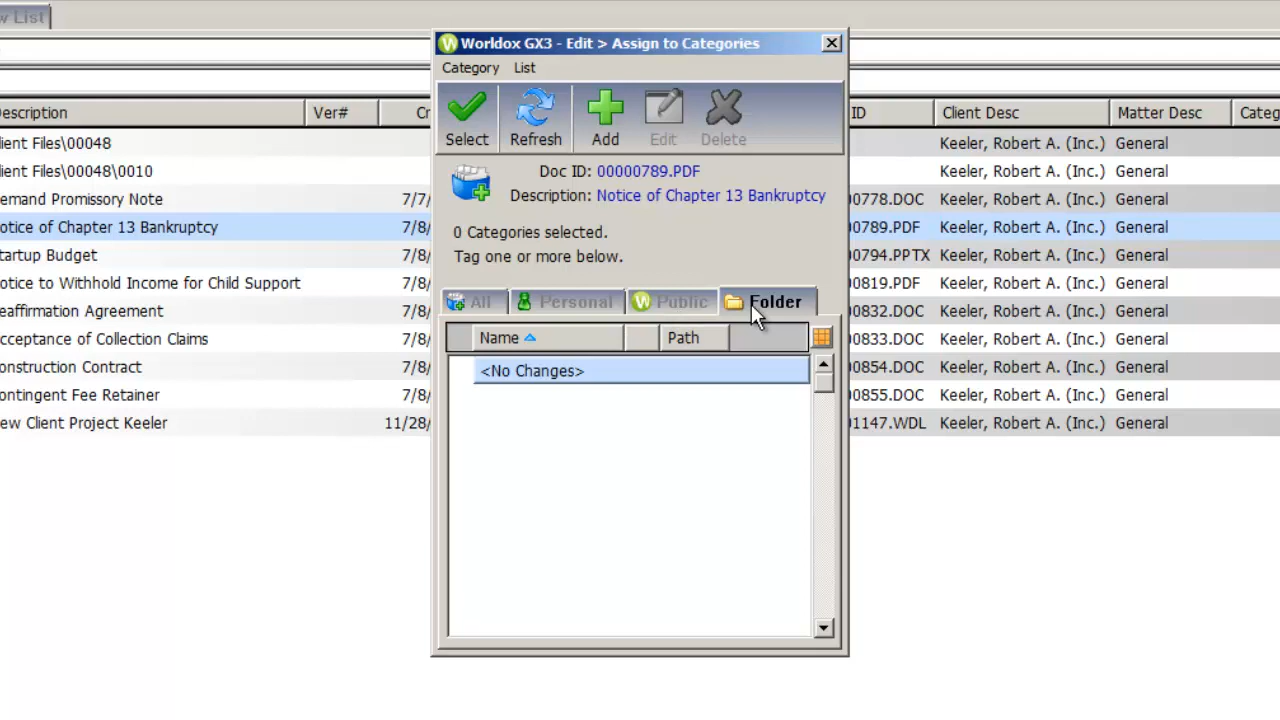 w List
Worldox GX3 - Edit > Assign to Categories
Category List
Select Refresh Add Edit Delete
Doc ID: 00000789.PDF
Description: Notice of Chapter 13 Bankruptcy
0 Categories selected.
Tag one or more below.
All Personal Public Folder
Name Path
<No Changes>
escription Ver# Cr ID Client Desc Matter Desc Categ
ient Files\00048 Keeler, Robert A. (Inc.) General
ient Files\00048\0010 Keeler, Robert A. (Inc.) General
emand Promissory Note 7/7/ 00778.DOC Keeler, Robert A. (Inc.) General
otice of Chapter 13 Bankruptcy 7/8/ 00789.PDF Keeler, Robert A. (Inc.) General
tartup Budget 7/8/ 00794.PPTX Keeler, Robert A. (Inc.) General
otice to Withhold Income for Child Support 7/8/ 00819.PDF Keeler, Robert A. (Inc.) General
eaffirmation Agreement 7/8/ 00832.DOC Keeler, Robert A. (Inc.) General
cceptance of Collection Claims 7/8/ 00833.DOC Keeler, Robert A. (Inc.) General
onstruction Contract 7/8/ 00854.DOC Keeler, Robert A. (Inc.) General
ontingent Fee Retainer 7/8/ 00855.DOC Keeler, Robert A. (Inc.) General
ew Client Project Keeler 11/28/ 01147.WDL Keeler, Robert A. (Inc.) General